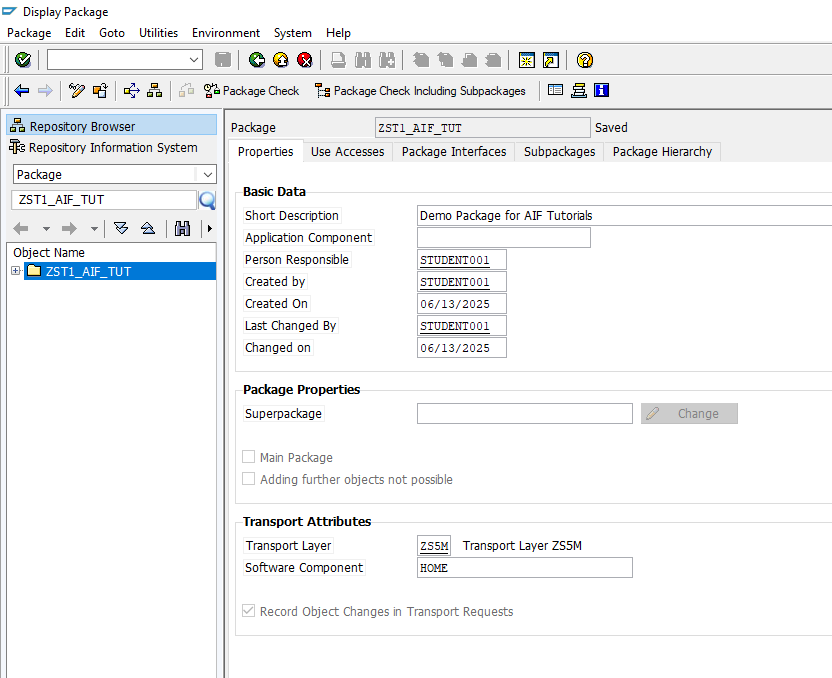 Display Package
Package Edit Goto Utilities Environment System Help
Package Check Package Check Including Subpackages
Repository Browser
Repository Information System
Package
ZST1_AIF_TUT
Object Name
ZST1_AIF_TUT
Package ZST1_AIF_TUT Saved
Properties Use Accesses Package Interfaces Subpackages Package Hierarchy
Basic Data
Short Description Demo Package for AIF Tutorials
Application Component
Person Responsible STUDENT001
Created by STUDENT001
Created On 06/13/2025
Last Changed By STUDENT001
Changed on 06/13/2025
Package Properties
Superpackage Change
Main Package
Adding further objects not possible
Transport Attributes
Transport Layer ZS5M Transport Layer ZS5M
Software Component HOME
Record Object Changes in Transport Requests